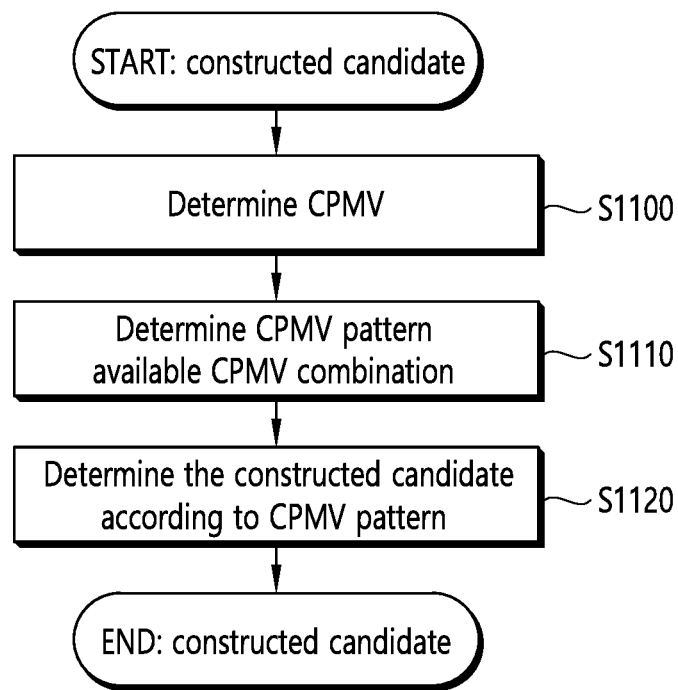 START: constructed candidate
Determine CPMV
S1100
Determine CPMV pattern
available CPMV combination
S1110
Determine the constructed candidate
according to CPMV pattern
S1120
END: constructed candidate